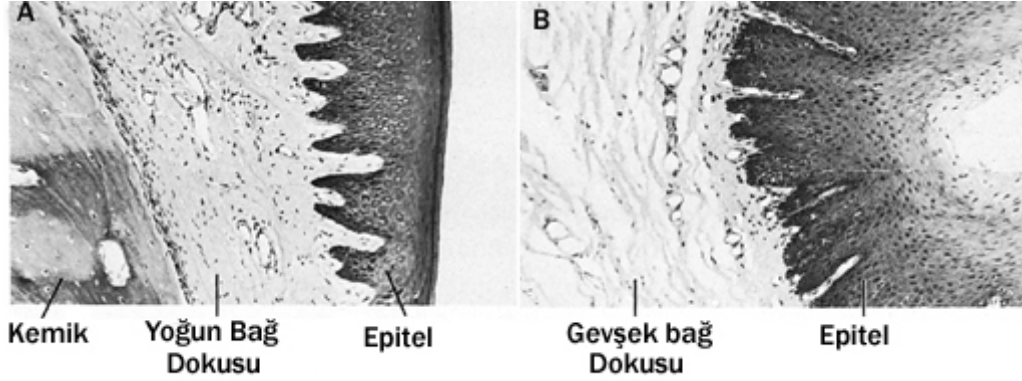 A
B
Kemik
Yoğun Bağ
Dokusu
Epitel
Gevşek bağ
Dokusu
Epitel